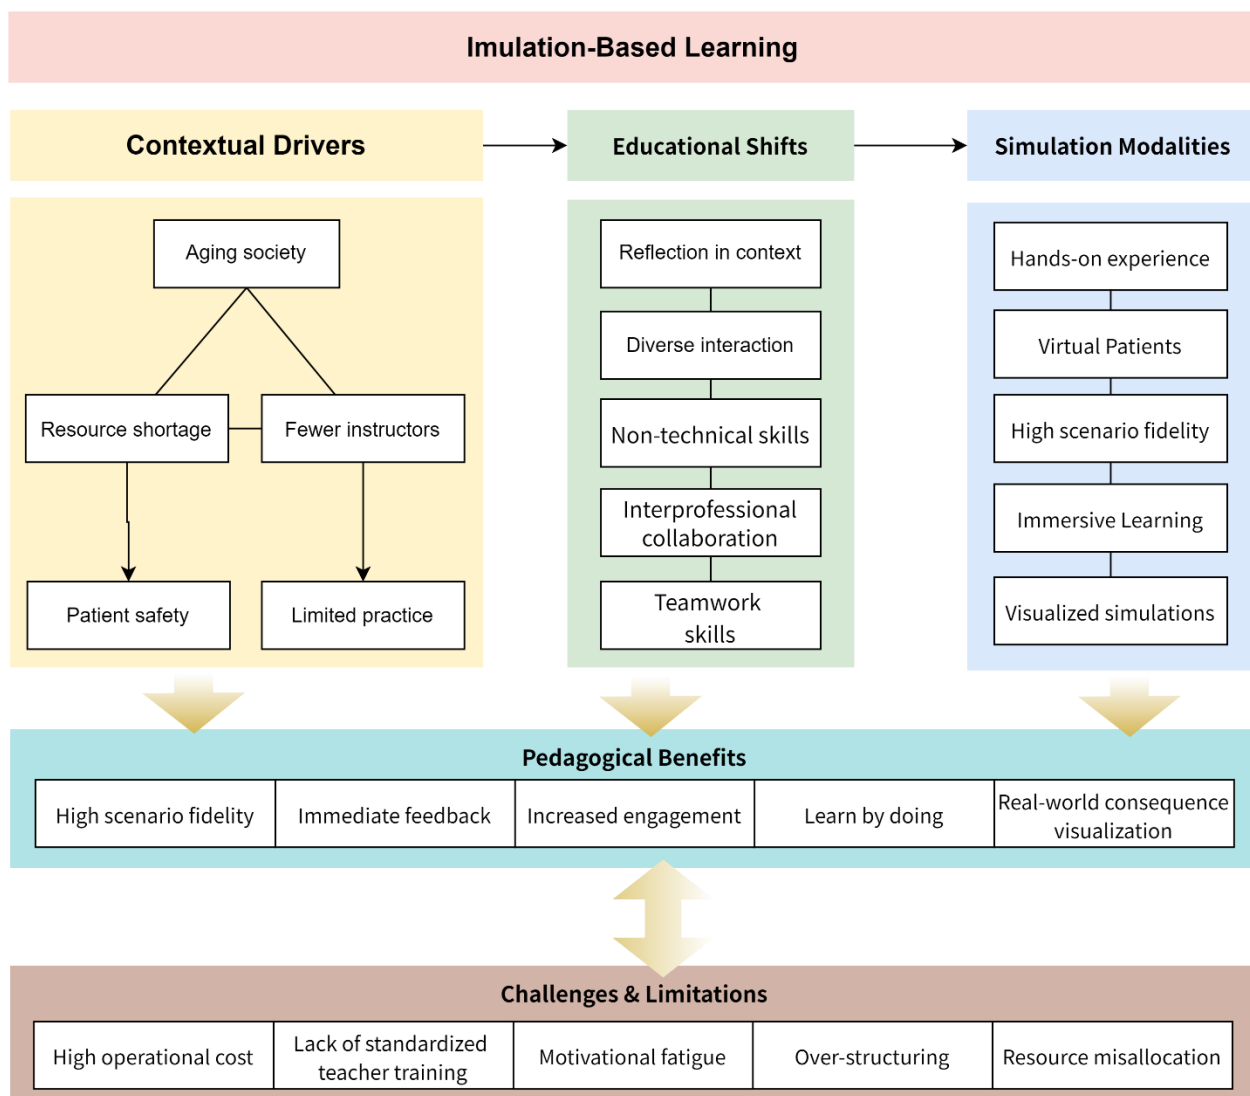 Imulation-Based Learning
Contextual Drivers
Educational Shifts
Simulation Modalities
Aging society
Resource shortage
Fewer instructors
Patient safety
Limited practice
Reflection in context
Diverse interaction
Non-technical skills
Interprofessional
collaboration
Teamwork
skills
Hands-on experience
Virtual Patients
High scenario fidelity
Immersive Learning
Visualized simulations
Pedagogical Benefits
High scenario fidelity
Immediate feedback
Increased engagement
Learn by doing
Real-world consequence
visualization
Challenges & Limitations
High operational cost
Lack of standardized
teacher training
Motivational fatigue
Over-structuring
Resource misallocation